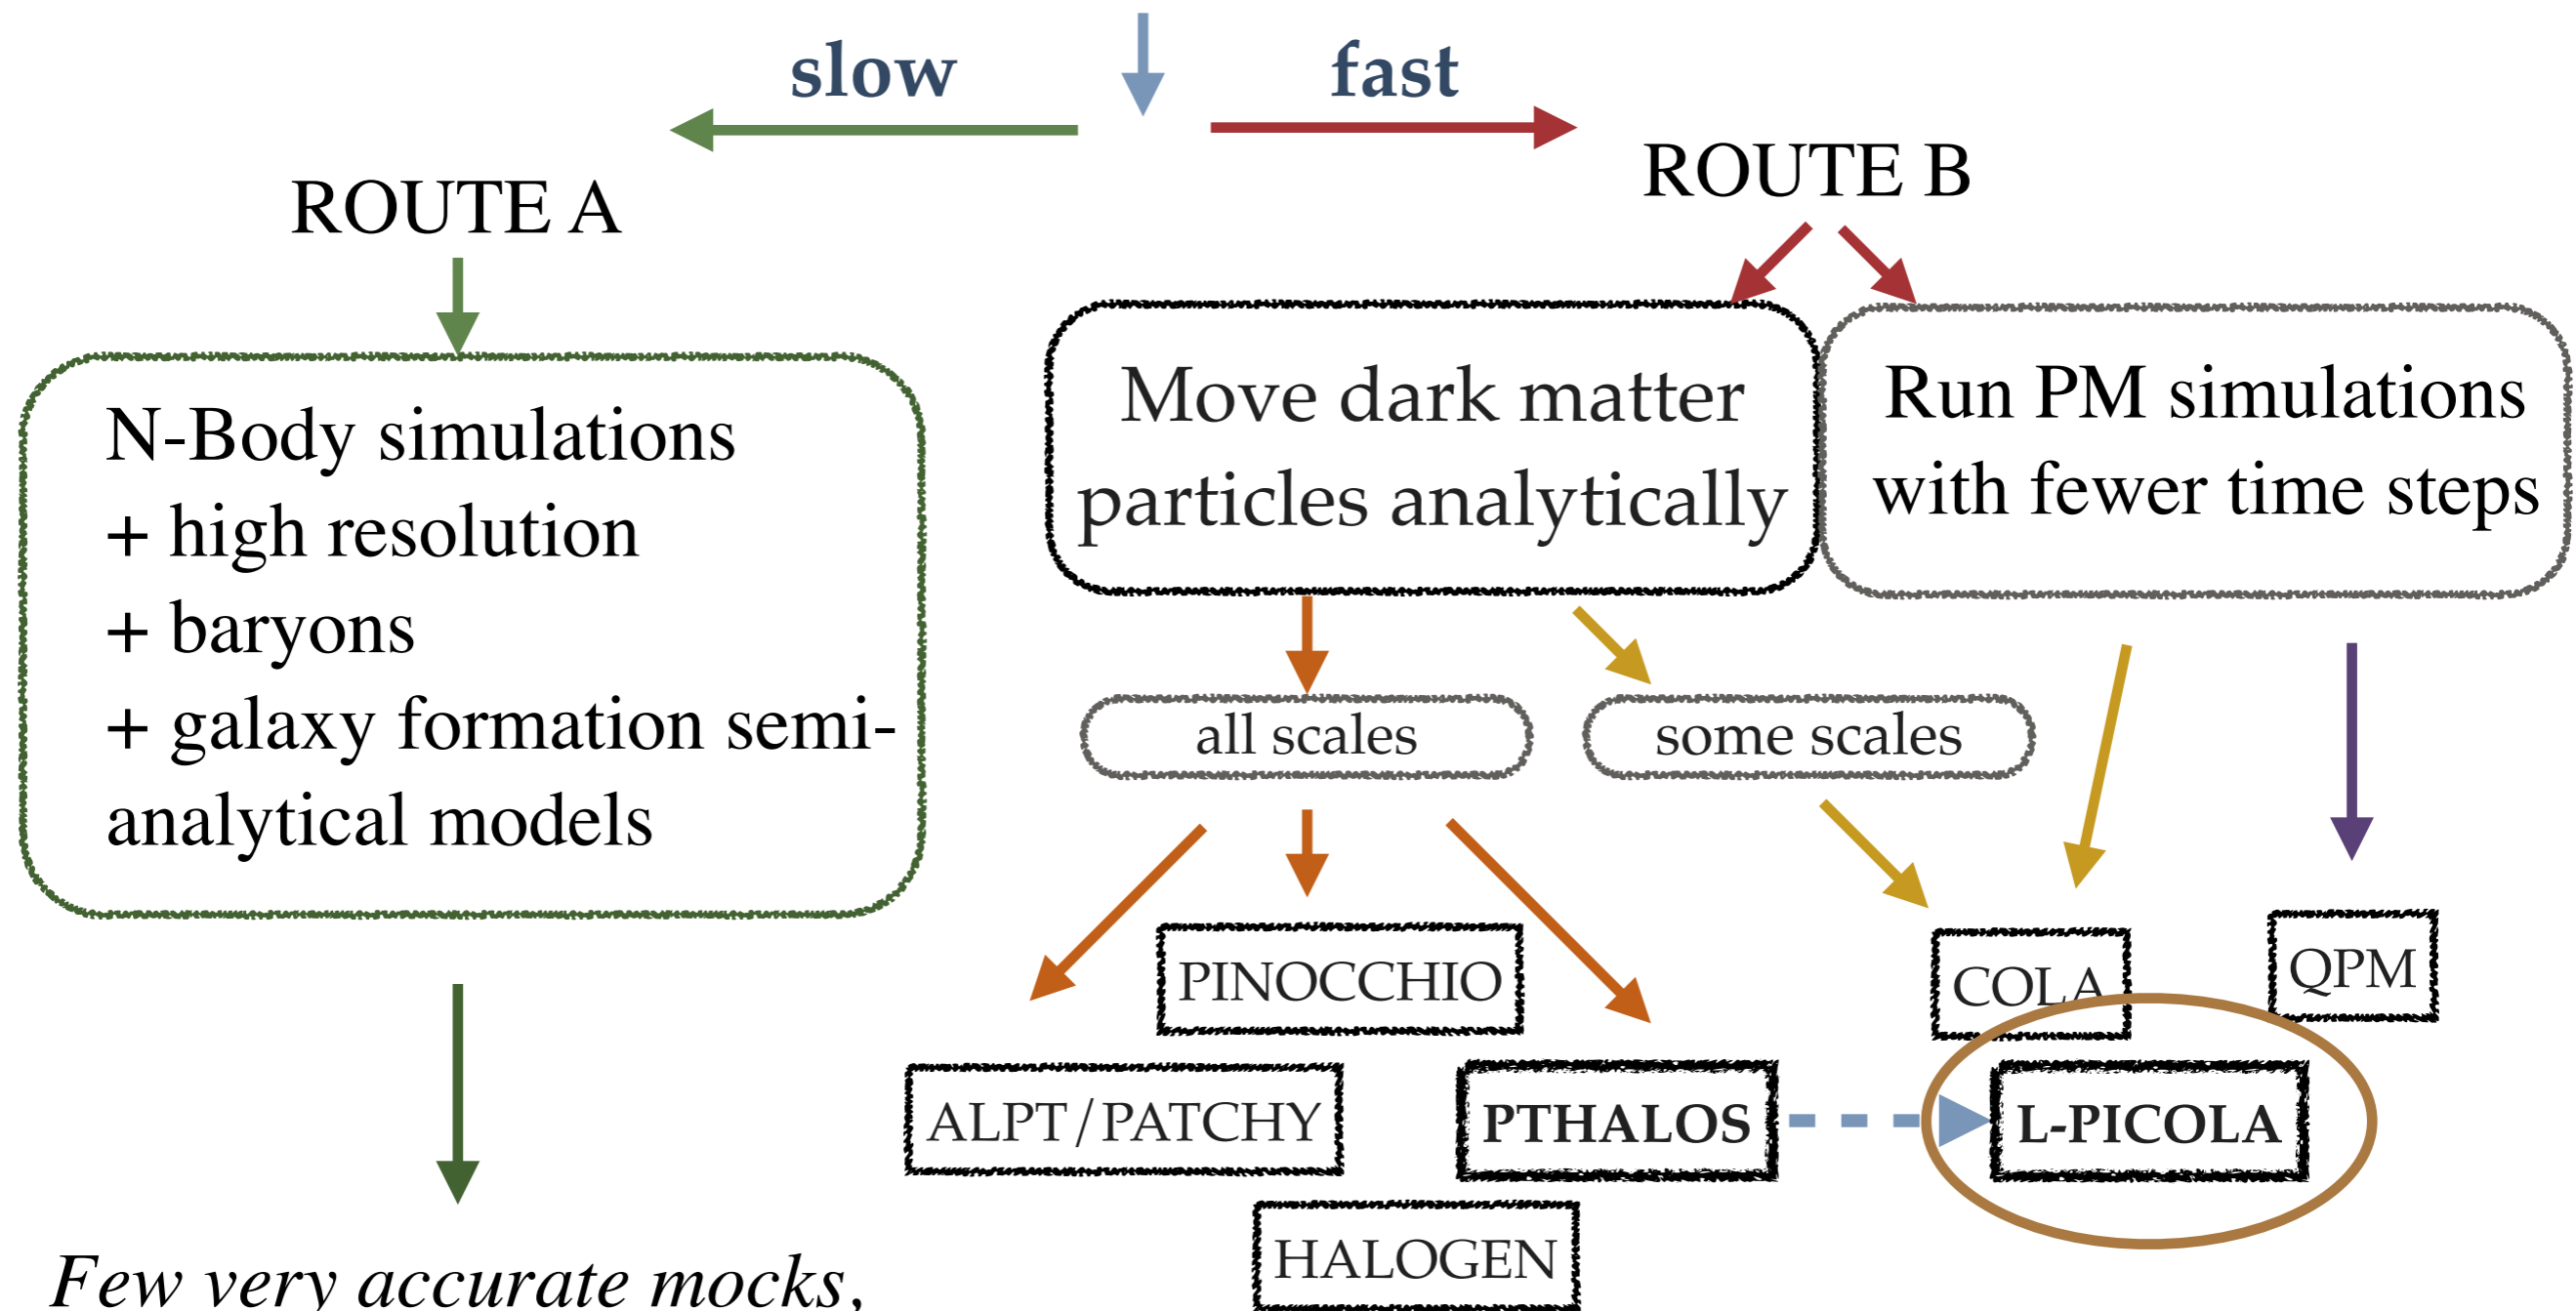 slow
fast
ROUTE A
ROUTE B
N-Body simulations
+ high resolution
+ baryons
+ galaxy formation semi-
analytical models
Move dark matter
particles analytically
Run PM simulations
with fewer time steps
all scales
some scales
PINOCCHIO
COLA
QPM
ALPT/PATCHY
PTHALOS
L-PICOLA
HALOGEN
Few very accurate mocks,